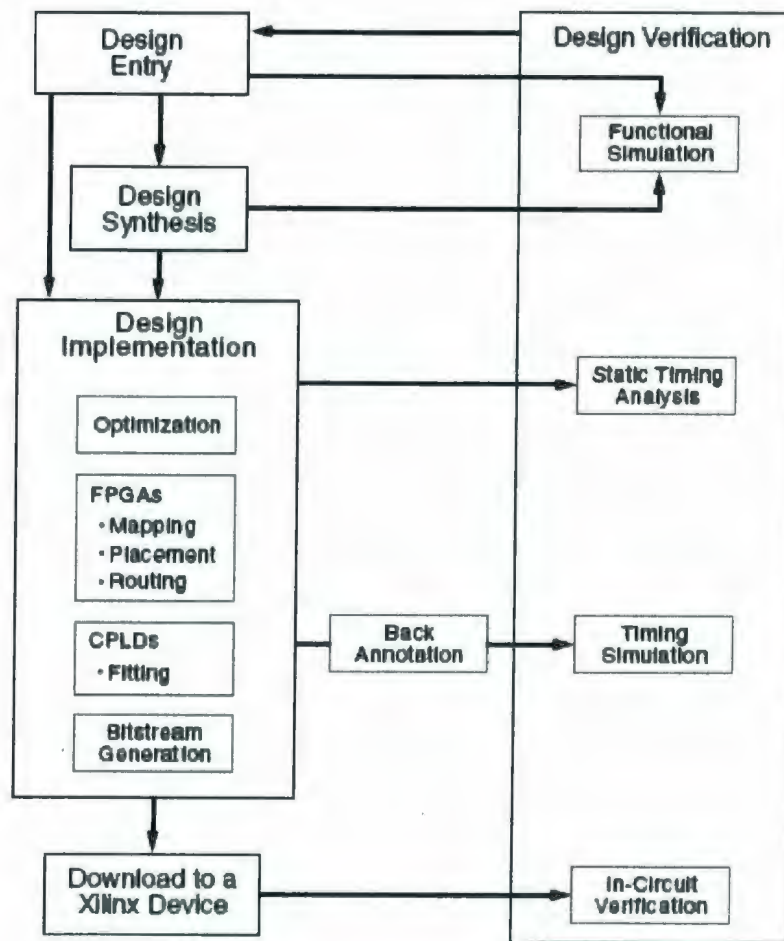 Design
Entry
Design Verification
Functional
Simulation
Design
Synthesis
Design
Implementation
Static Timing
Analysis
Optimization
FPGAs
• Mapping
• Placement
• Routing
CPLDs
• Fitting
Back
Annotation
Timing
Simulation
Bitstream
Generation
Download to a
Xilinx Device
In-Circuit
Verification